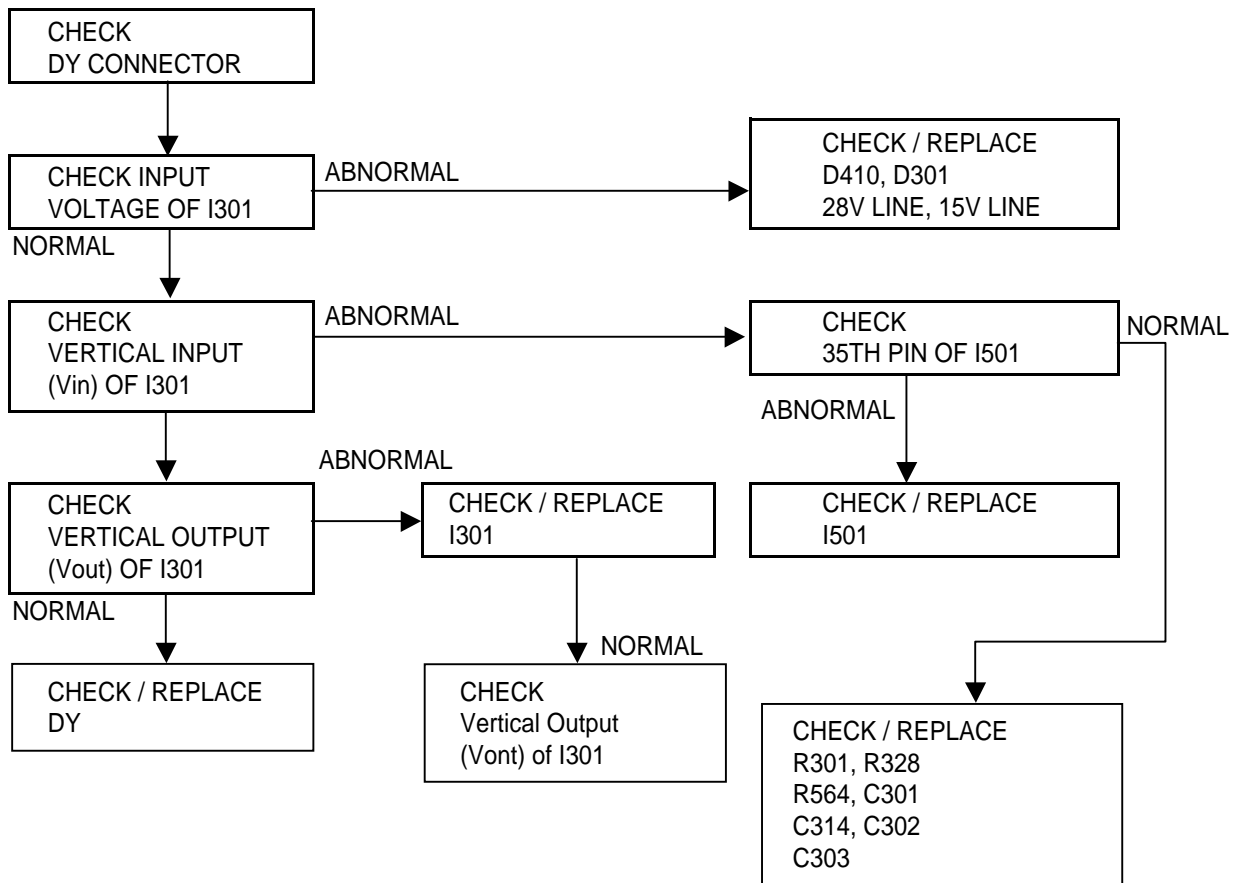 CHECK
DY CONNECTOR
CHECK INPUT
VOLTAGE OF I301
ABNORMAL
CHECK / REPLACE
D410, D301
28V LINE, 15V LINE
NORMAL
CHECK
VERTICAL INPUT
(Vin) OF I301
ABNORMAL
CHECK
35TH PIN OF I501
NORMAL
ABNORMAL
CHECK
VERTICAL OUTPUT
(Vout) OF I301
ABNORMAL
CHECK / REPLACE
I301
CHECK / REPLACE
I501
NORMAL
CHECK / REPLACE
DY
NORMAL
CHECK
Vertical Output
(Vont) of I301
CHECK / REPLACE
R301, R328
R564, C301
C314, C302
C303